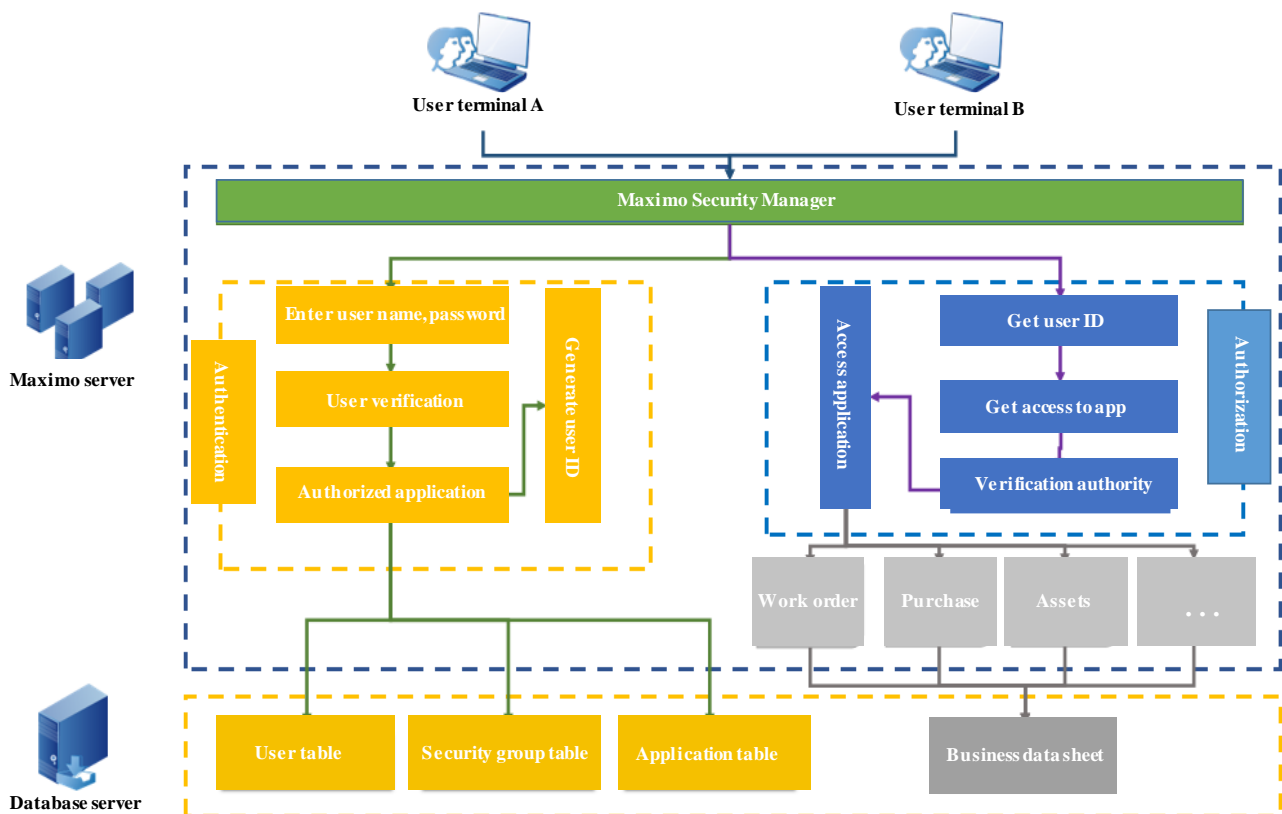 User terminal A
User terminal B
Maximo Security Manager
Maximo server
Authentication
Enter user name, password
User verification
Authorized application
Generate user ID
Access application
Get user ID
Get access to app
Verification authority
Authorization
Work order
Purchase
Assets
...
Database server
User table
Security group table
Application table
Business data sheet